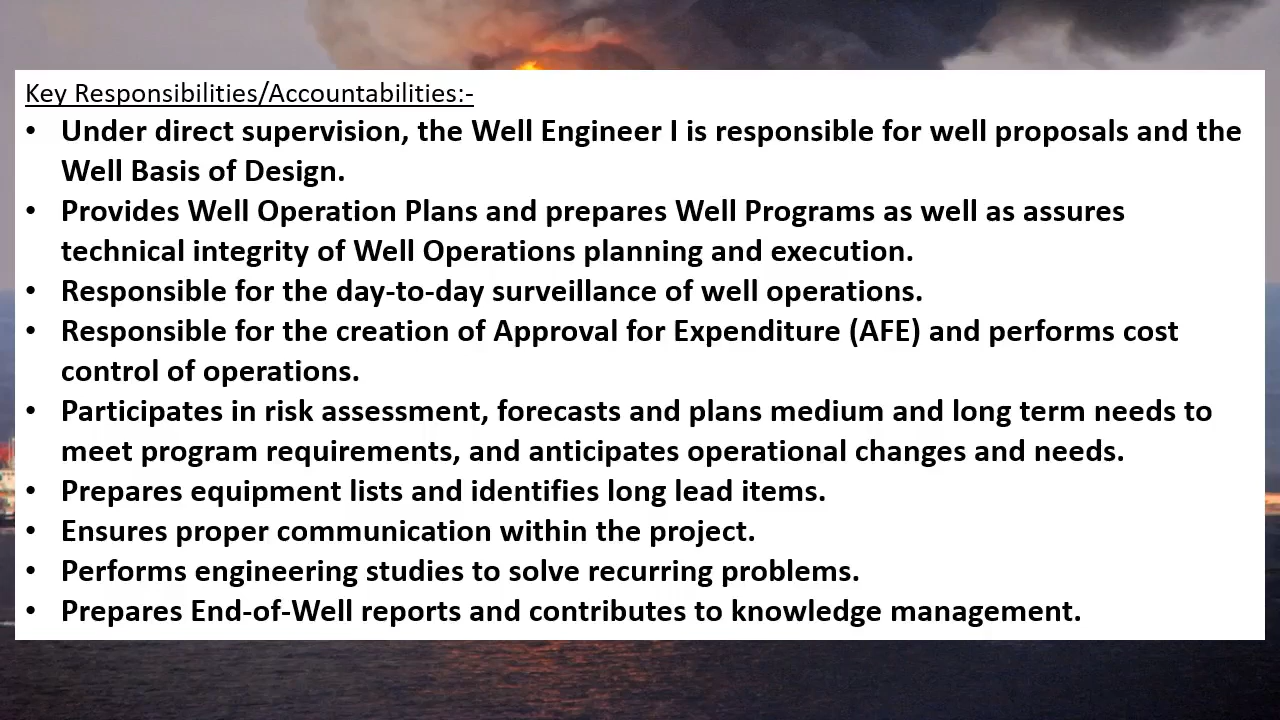 Key Responsibilities/Accountabilities:-
• Under direct supervision, the Well Engineer I is responsible for well proposals and the
Well Basis of Design.
• Provides Well Operation Plans and prepares Well Programs as well as assures
technical integrity of Well Operations planning and execution.
• Responsible for the day-to-day surveillance of well operations.
• Responsible for the creation of Approval for Expenditure (AFE) and performs cost
control of operations.
• Participates in risk assessment, forecasts and plans medium and long term needs to
meet program requirements, and anticipates operational changes and needs.
• Prepares equipment lists and identifies long lead items.
• Ensures proper communication within the project.
• Performs engineering studies to solve recurring problems.
• Prepares End-of-Well reports and contributes to knowledge management.